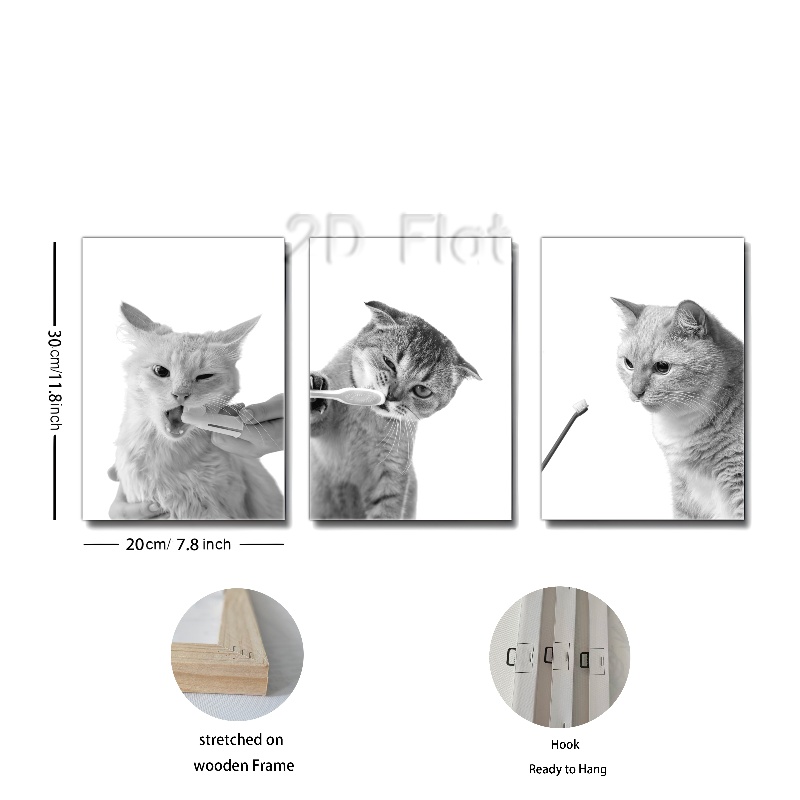 2D Flat
30cm/11.8inch
20cm/ 7.8 inch
stretched on
wooden Frame
Hook
Ready to Hang